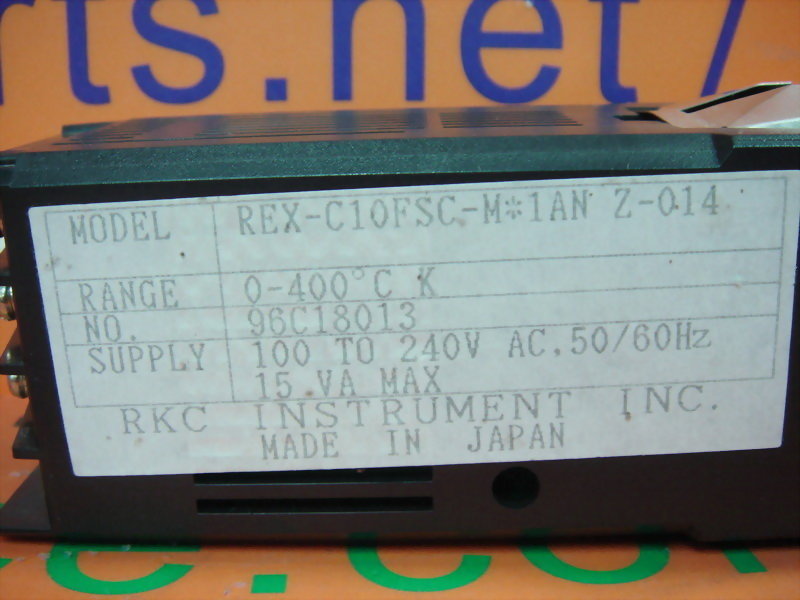 rts.net/
MODEL REX-C10FSC-M*1AN Z-014
RANGE 0-400°C K
NO. 96C18013
SUPPLY 100 TO 240V AC.50/60Hz
15 VA MAX
RKC INSTRUMENT INC.
MADE IN JAPAN